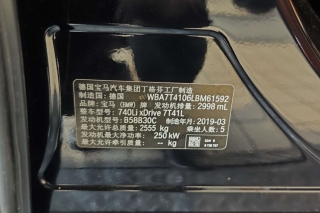 德国宝马汽车集团丁格芬工厂制造
制造国:德国 WBA7T4106LBM61592
品牌:宝马 (BMW) 发动机排量:2998 mL
整车型号:740Li xDrive 7T41L
发动机型号:B58B30C 制造年月:2019-03
最大允许总质量:2555 kg 乘坐人数:5
发动机最大净功率:250 kW
最大允许牵引质量:-- kg